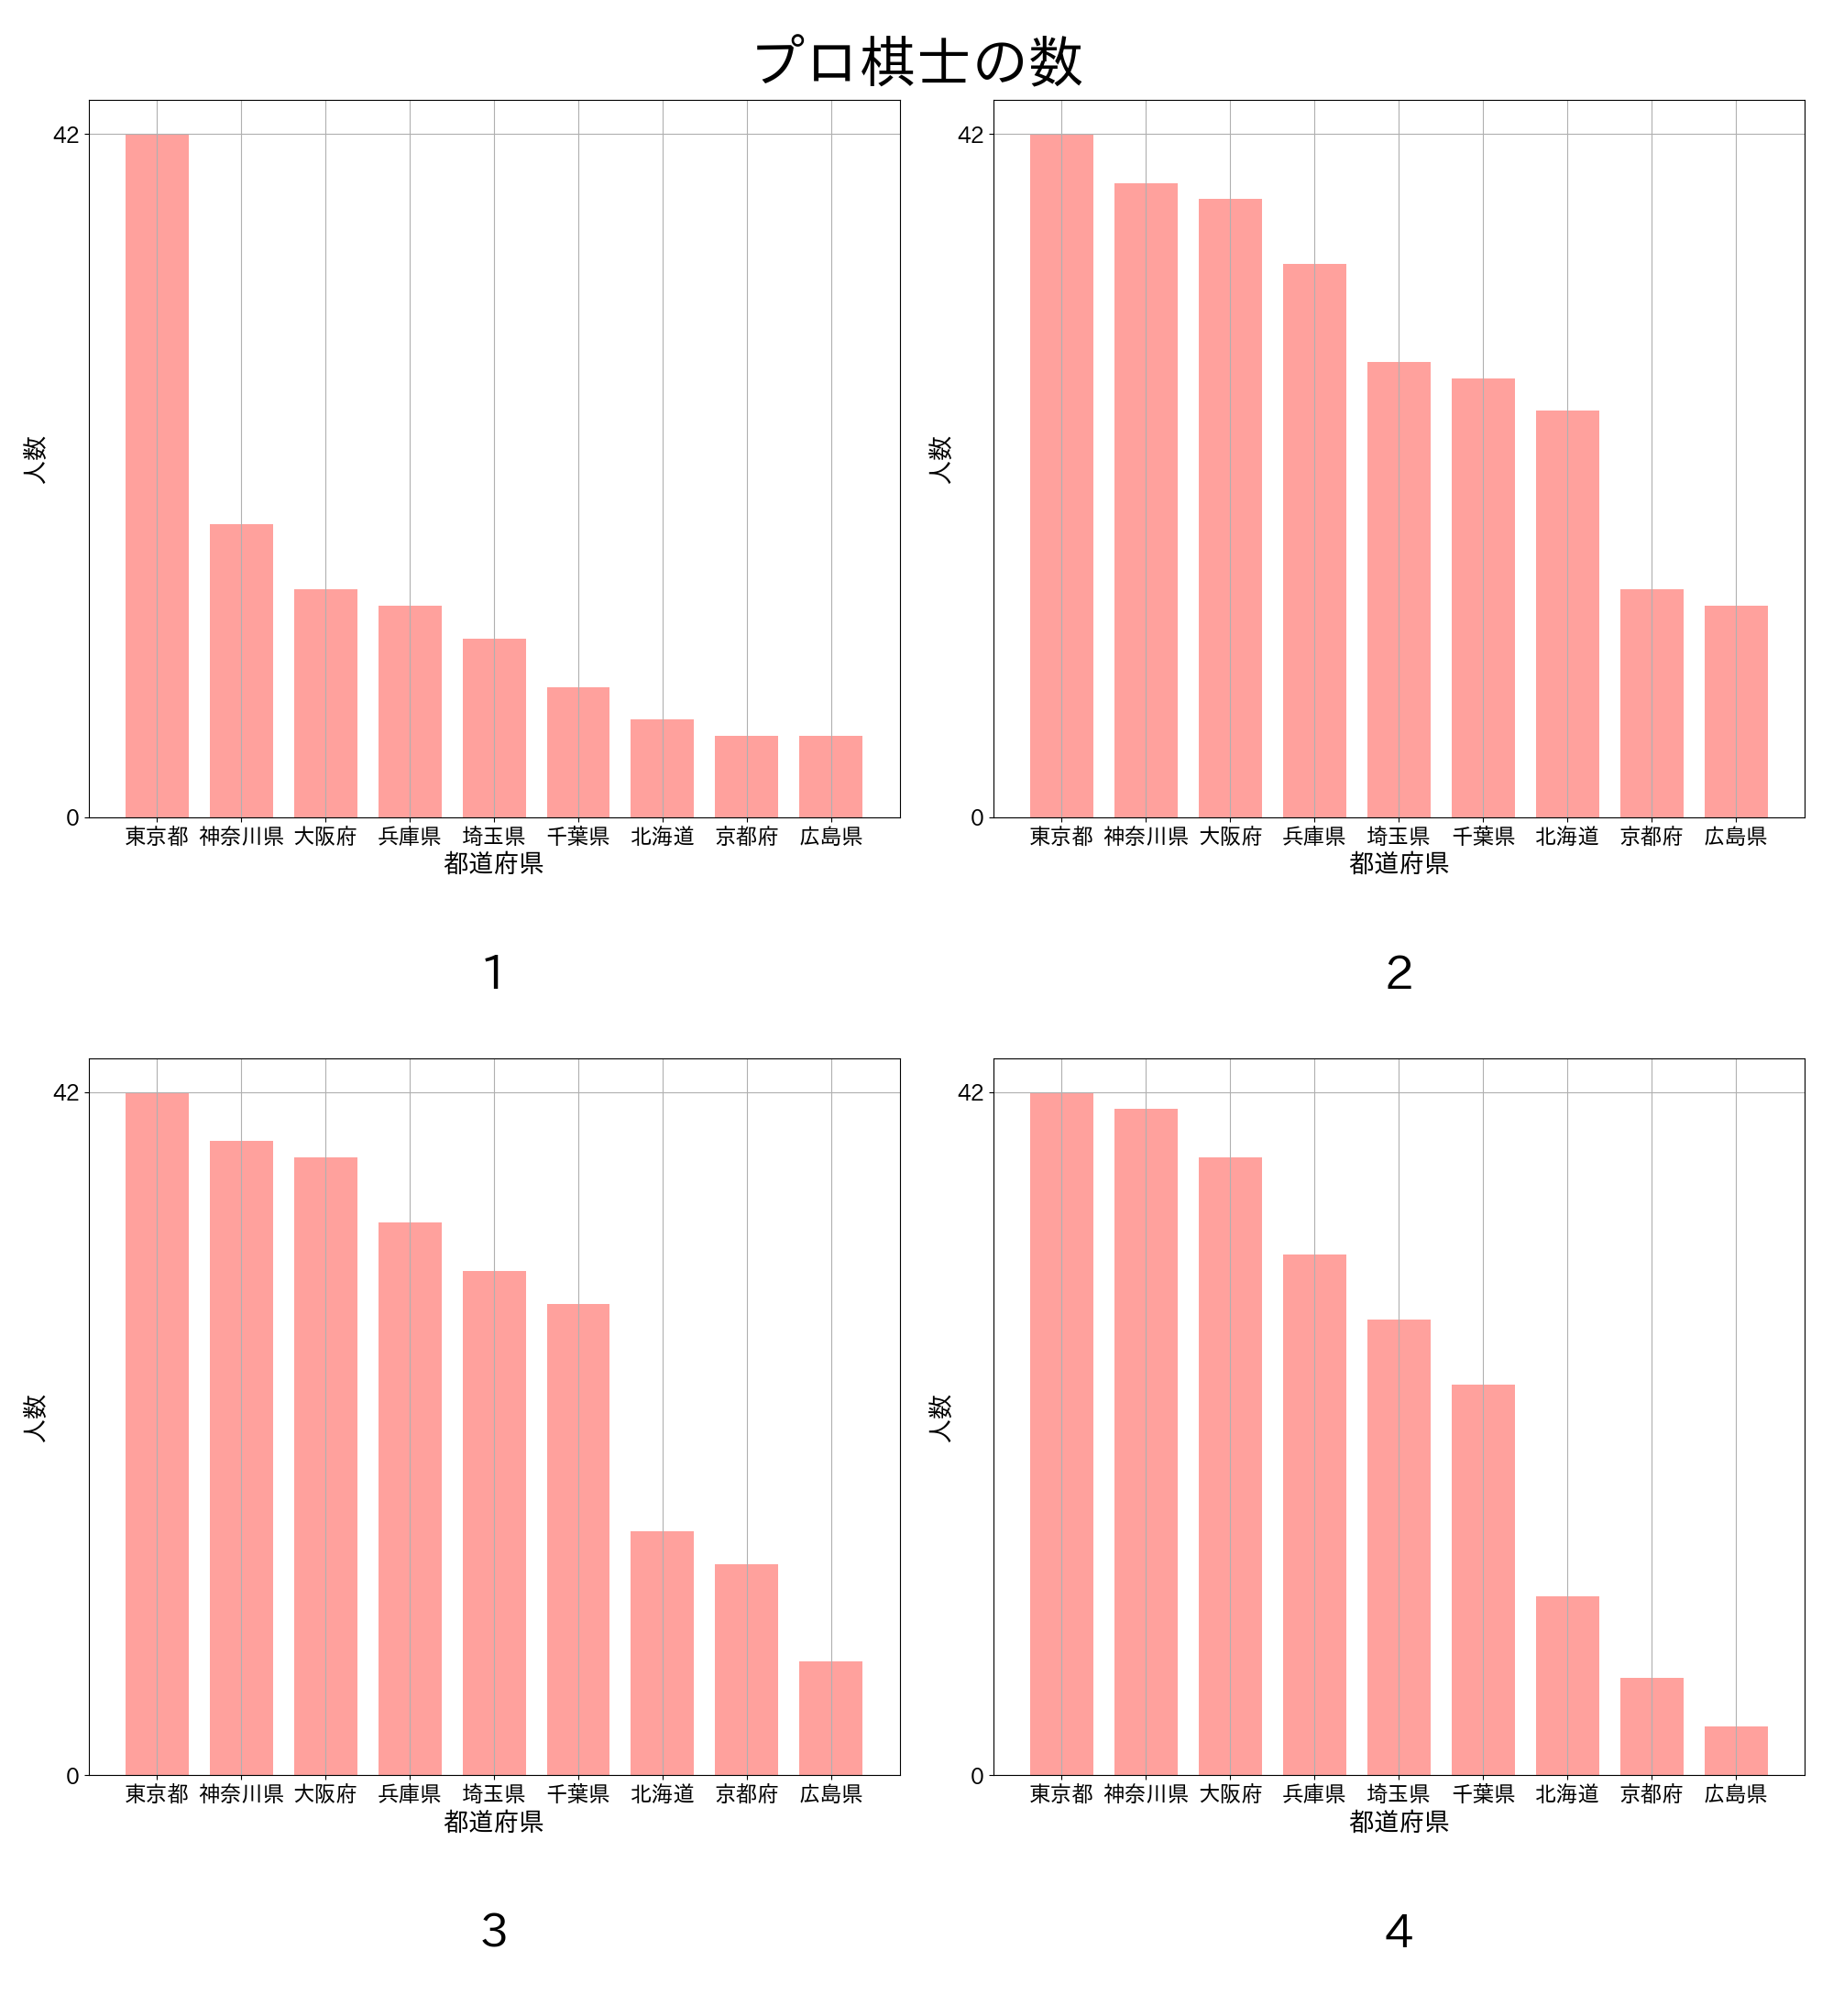 プロ棋士の数
42
0
人数
東京都 神奈川県 大阪府 兵庫県 埼玉県 千葉県 北海道 京都府 広島県
都道府県
1
42
0
人数
東京都 神奈川県 大阪府 兵庫県 埼玉県 千葉県 北海道 京都府 広島県
都道府県
2
42
0
人数
東京都 神奈川県 大阪府 兵庫県 埼玉県 千葉県 北海道 京都府 広島県
都道府県
3
42
0
人数
東京都 神奈川県 大阪府 兵庫県 埼玉県 千葉県 北海道 京都府 広島県
都道府県
4